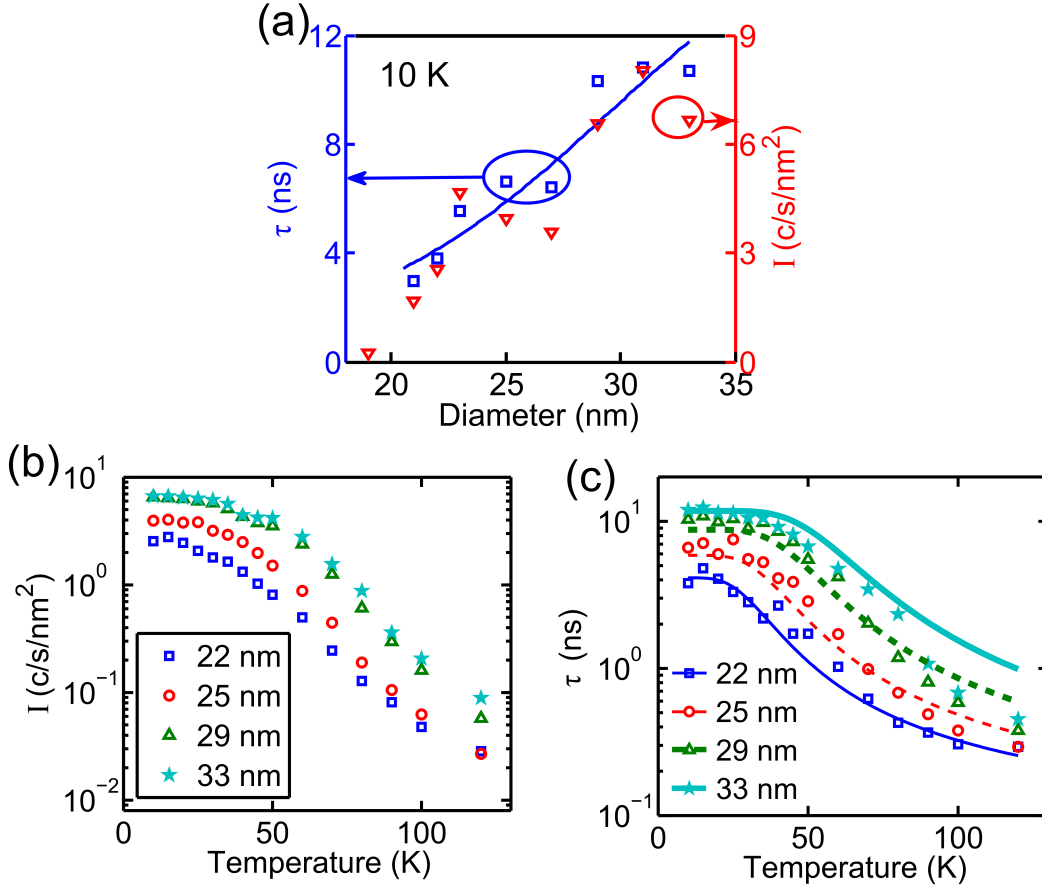 (a)
12
9
10 K
8
6
τ (ns)
I (c/s/nm²)
4
3
0
0
20
25
30
35
Diameter (nm)
(b)
10¹
10⁰
10⁻¹
10⁻²
I (c/s/nm²)
22 nm
25 nm
29 nm
33 nm
0
50
100
Temperature (K)
(c)
10¹
10⁰
10⁻¹
τ (ns)
22 nm
25 nm
29 nm
33 nm
0
50
100
Temperature (K)